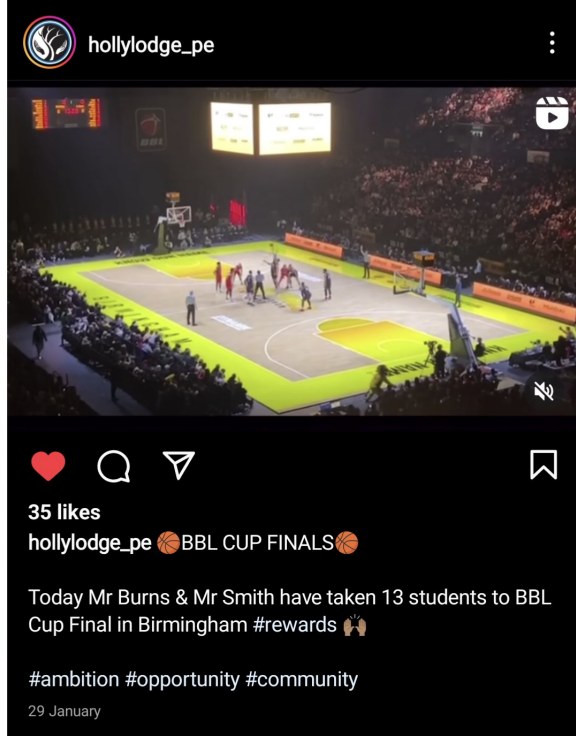 hollylodge_pe
35 likes
hollylodge_pe 🏀BBL CUP FINALS🏀
Today Mr Burns & Mr Smith have taken 13 students to BBL
Cup Final in Birmingham #rewards 🙌🏽
#ambition #opportunity #community
29 January